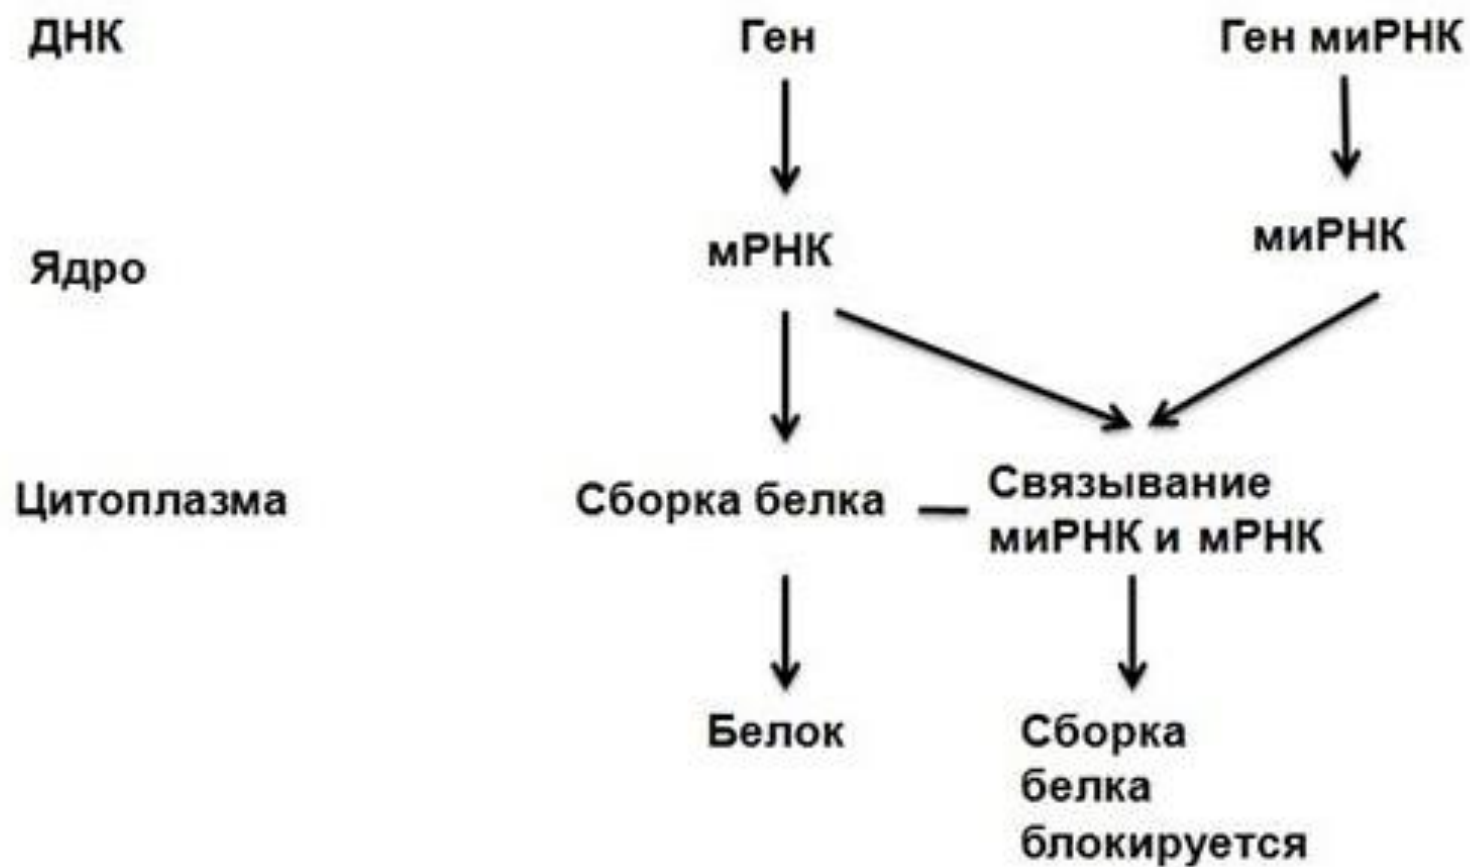 ДНК
Ген
Ген миРНК
Ядро
мРНК
миРНК
Цитоплазма
Сборка белка
Связывание
миРНК и мРНК
Белок
Сборка
белка
блокируется